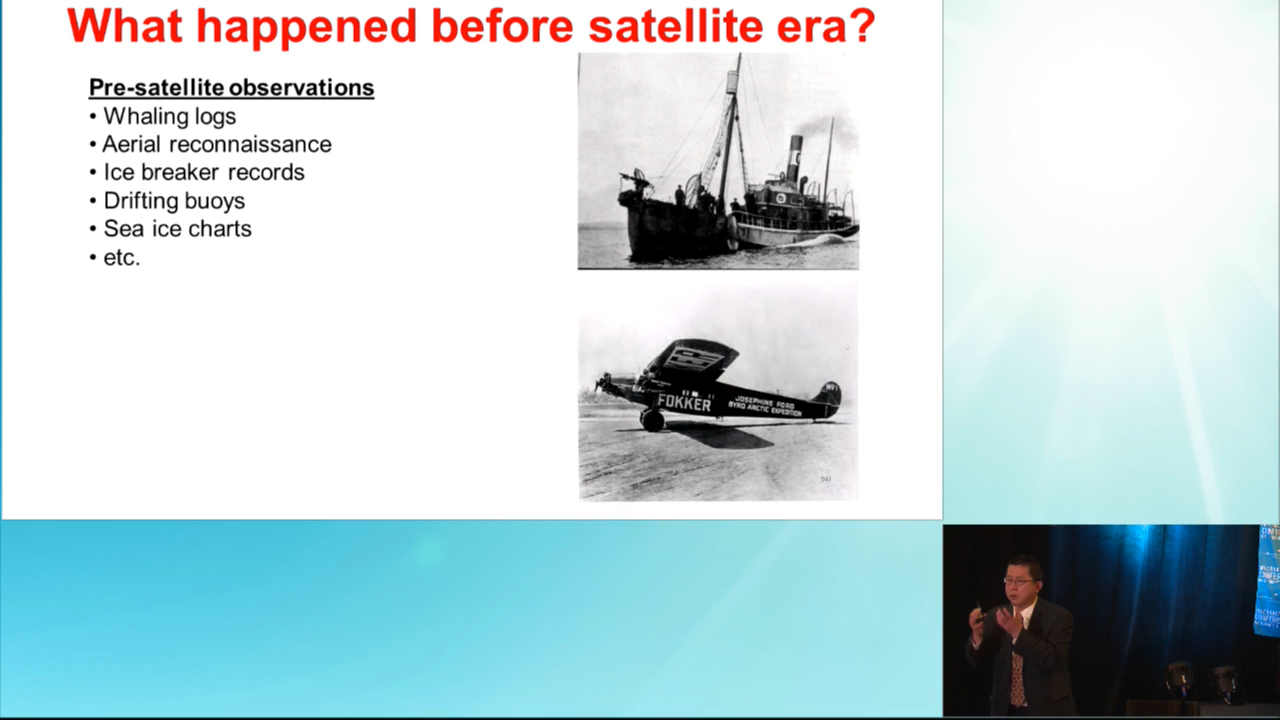 What happened before satellite era?
Pre-satellite observations
• Whaling logs
• Aerial reconnaissance
• Ice breaker records
• Drifting buoys
• Sea ice charts
• etc.
FOKKER
JOSEPHINE FORD
BYRD ARCTIC EXPEDITION